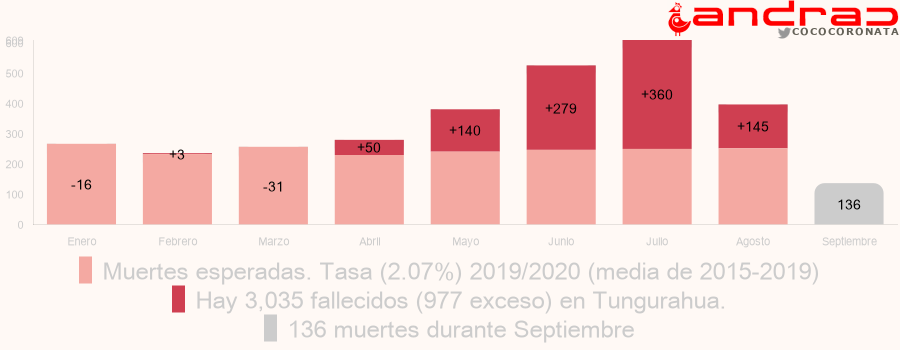 andrac
COCOCORONATA
600
500
400
300
200
100
0
-16
+3
-31
+50
+140
+279
+360
+145
136
Enero Febrero Marzo Abril Mayo Junio Julio Agosto Septiembre
Muertes esperadas. Tasa (2.07%) 2019/2020 (media de 2015-2019)
Hay 3,035 fallecidos (977 exceso) en Tungurahua.
136 muertes durante Septiembre